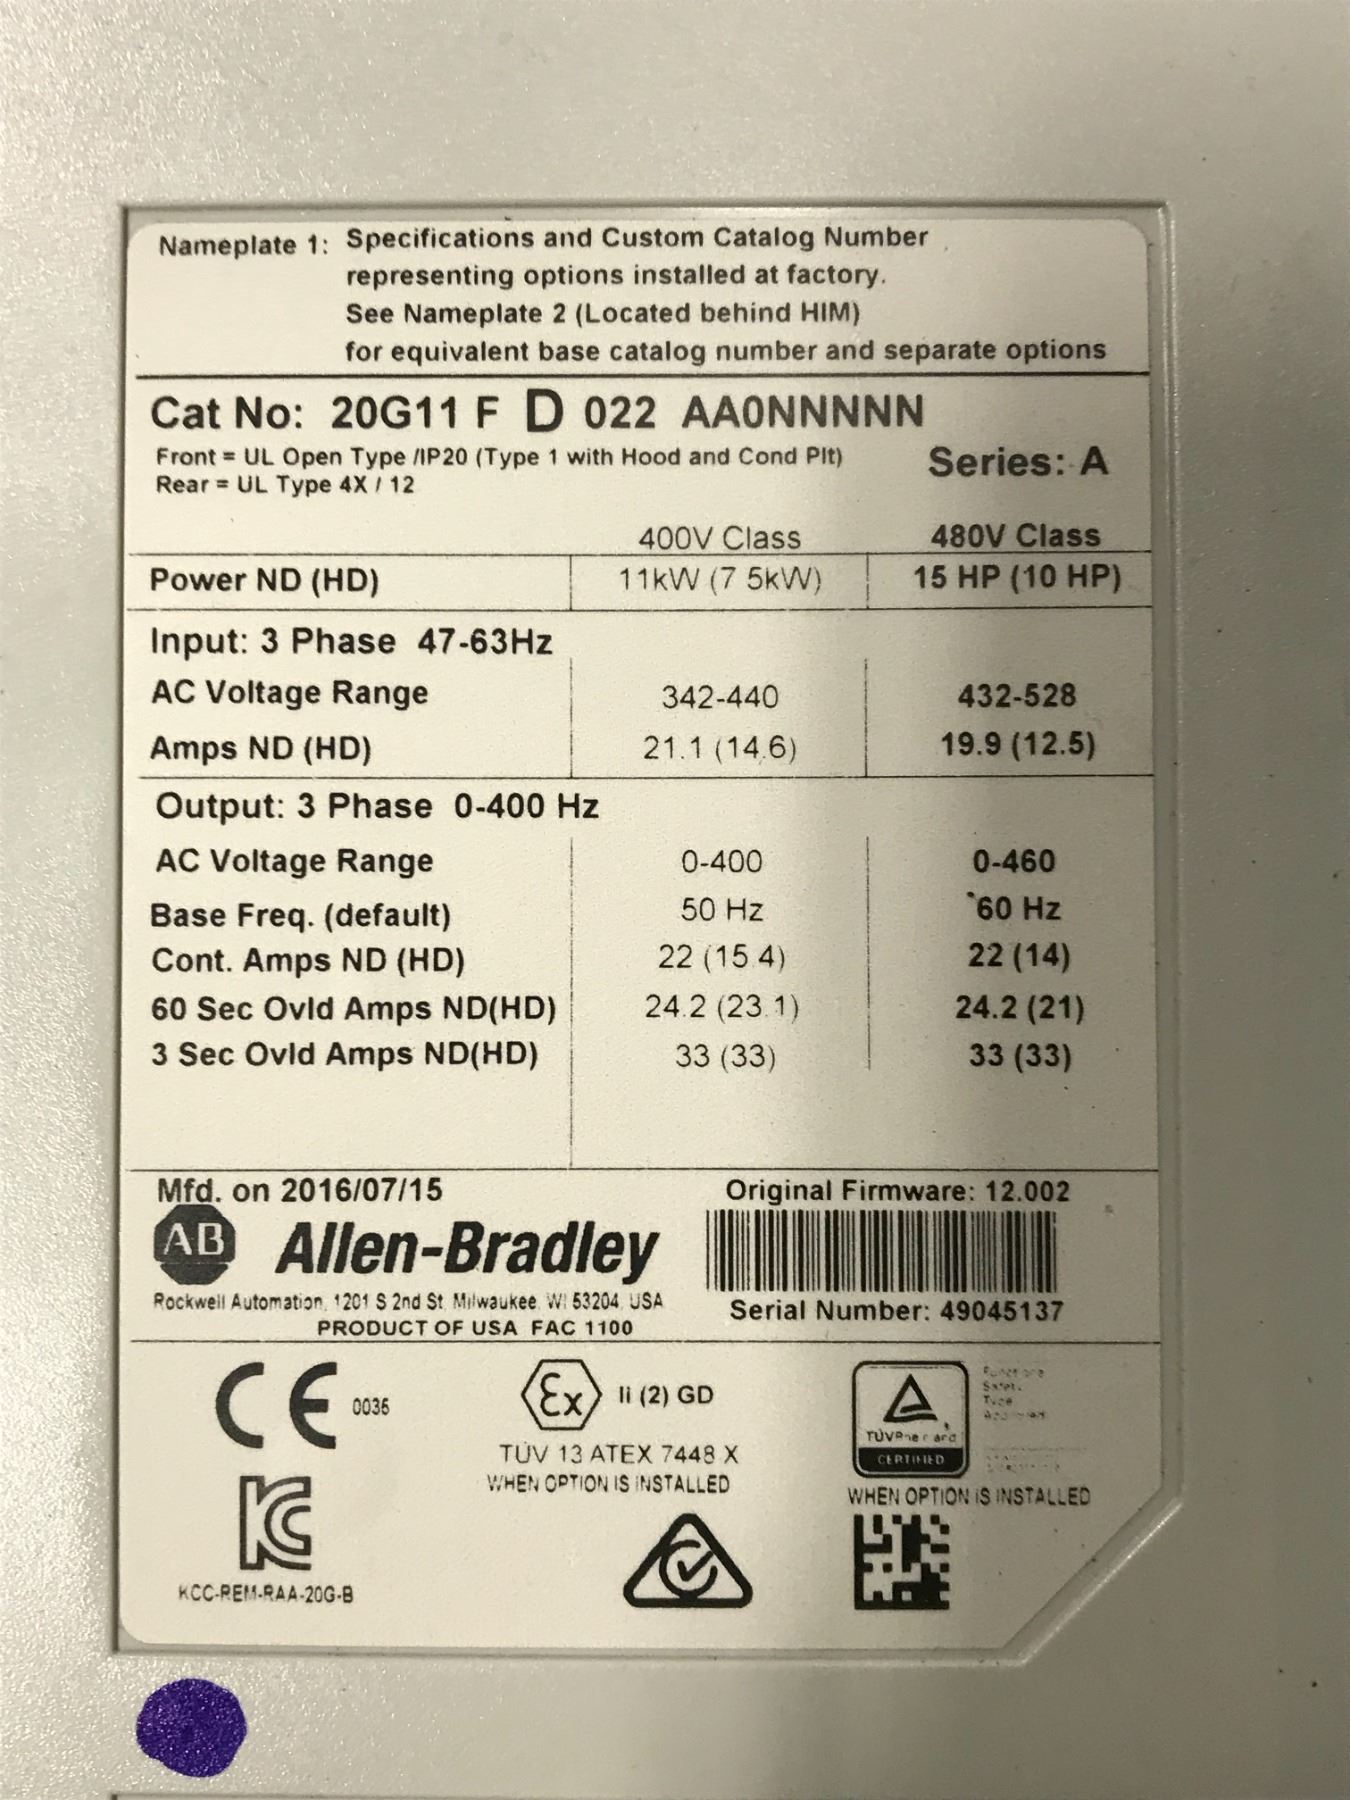 Nameplate 1: Specifications and Custom Catalog Number
representing options installed at factory.
See Nameplate 2 (Located behind HIM)
for equivalent base catalog number and separate options
Cat No: 20G11 F D 022 AA0NNNNN
Front = UL Open Type /IP20 (Type 1 with Hood and Cond Plt)
Rear = UL Type 4X / 12
Series: A
400V Class 480V Class
Power ND (HD) 11kW (7 5kW) 15 HP (10 HP)
Input: 3 Phase 47-63Hz
AC Voltage Range 342-440 432-528
Amps ND (HD) 21.1 (14.6) 19.9 (12.5)
Output: 3 Phase 0-400 Hz
AC Voltage Range 0-400 0-460
Base Freq. (default) 50 Hz 60 Hz
Cont. Amps ND (HD) 22 (15.4) 22 (14)
60 Sec Ovld Amps ND(HD) 24.2 (23.1) 24.2 (21)
3 Sec Ovld Amps ND(HD) 33 (33) 33 (33)
Mfd. on 2016/07/15 Original Firmware: 12.002
AB Allen-Bradley
Rockwell Automation, 1201 S 2nd St. Milwaukee, WI 53204, USA
Serial Number: 49045137
PRODUCT OF USA FAC 1100
CE 0035
Ex II (2) GD
TÜV 13 ATEX 7448 X
WHEN OPTION IS INSTALLED
Functional
Safety
Type
Approved
TÜVRheinland
CERTIFIED
WHEN OPTION IS INSTALLED
KC
KCC-REM-RAA-20G-B